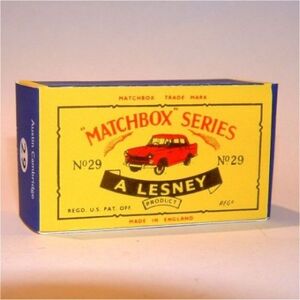 MATCHBOX TRADE MARK
"MATCHBOX" SERIES
Nº29
Nº29
A LESNEY
PRODUCT
REGD. U.S. PAT. OFF.
REGD
MADE IN ENGLAND
Austin Cambridge
29